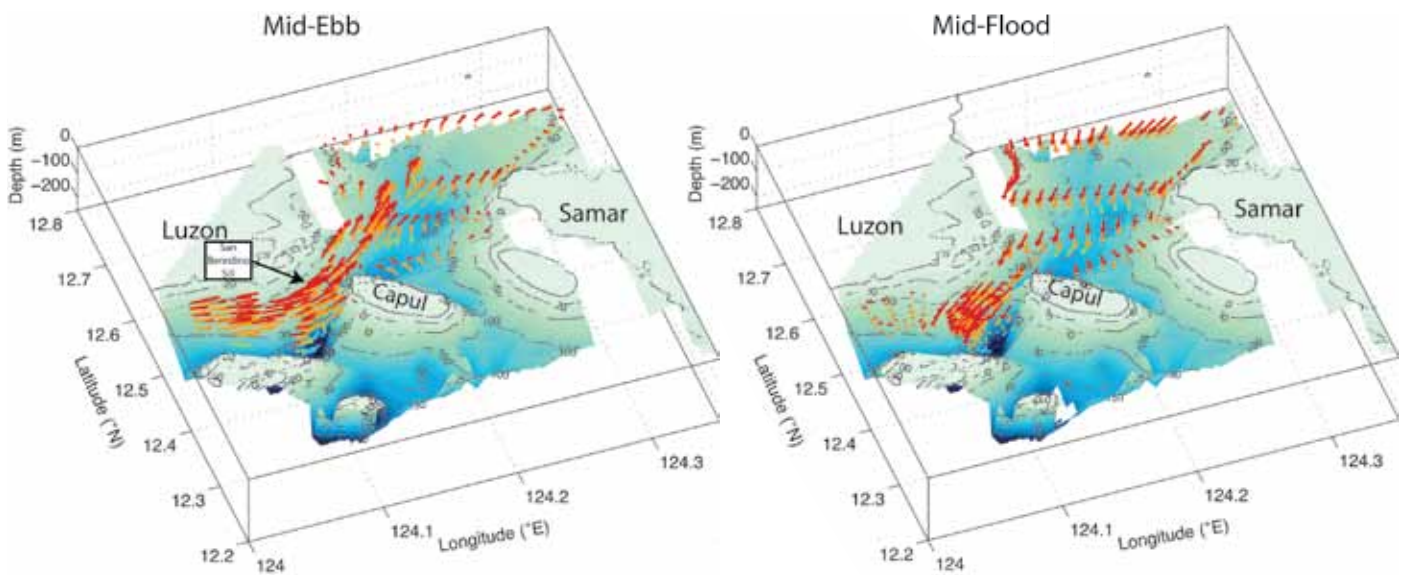 Mid-Ebb
Mid-Flood
Depth (m)
0
−100
−200
12.8
12.7
12.6
12.5
12.4
12.3
12.2
Latitude (°N)
124
124.1
124.2
124.3
Longitude (°E)
Luzon
San
Sill
Capul
Samar
Depth (m)
0
−100
−200
12.8
12.7
12.6
12.5
12.4
12.3
12.2
Latitude (°N)
124
124.1
124.2
124.3
Longitude (°E)
Luzon
Capul
Samar